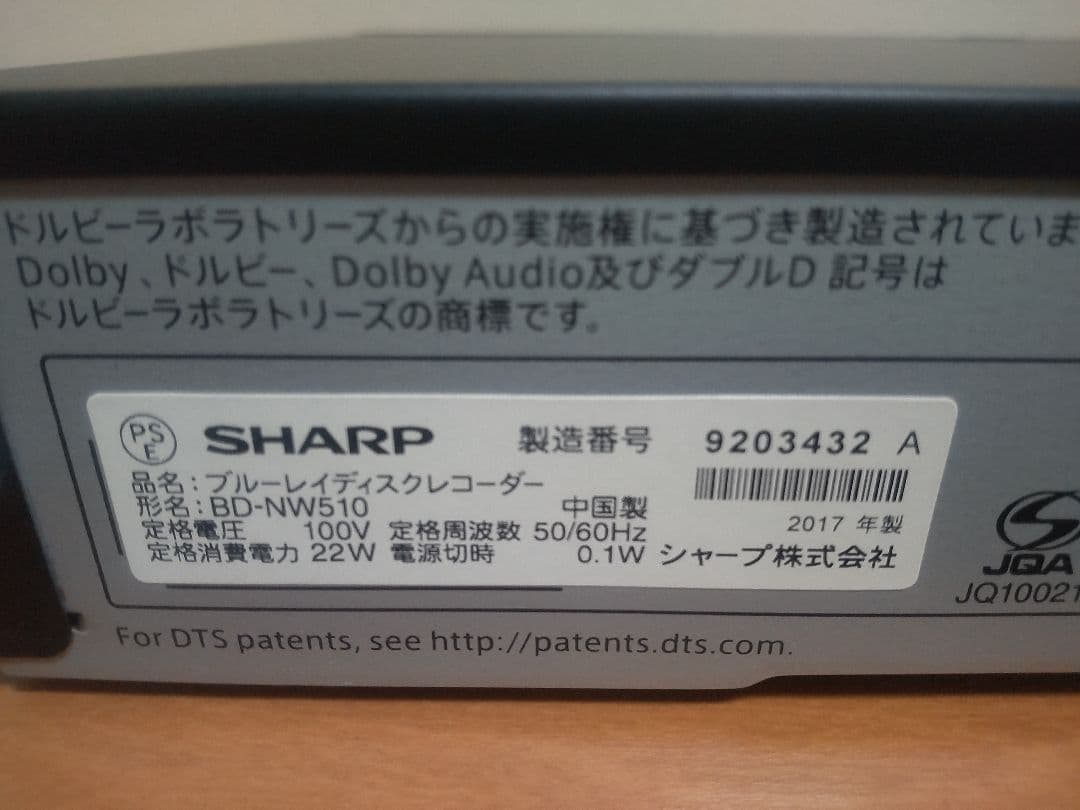 ドルビーラボラトリーズからの実施権に基づき製造されていま
Dolby、ドルビー、Dolby Audio及びダブルD 記号は
ドルビーラボラトリーズの商標です。
PS
E
SHARP 製造番号 9203432 A
品名:ブルーレイディスクレコーダー
形名:BD-NW510 中国製
定格電圧 100V 定格周波数 50/60Hz 2017 年製
定格消費電力 22W 電源切時 0.1W シャープ株式会社
JQA
JQ10021
For DTS patents, see http://patents.dts.com.